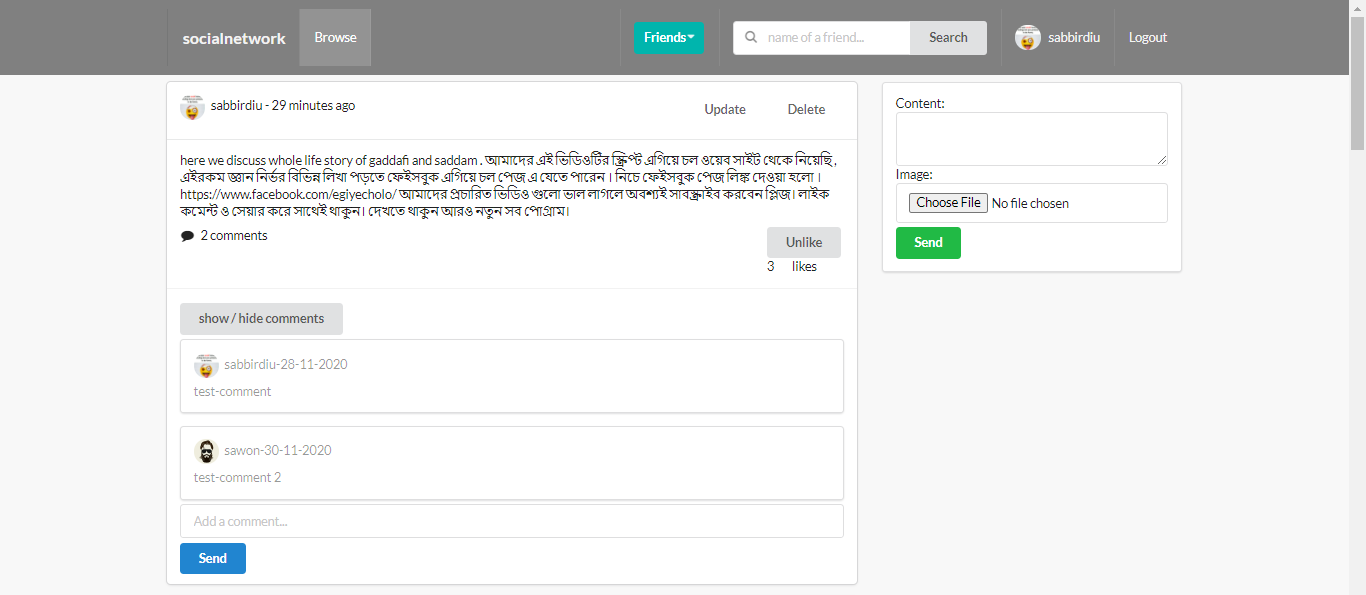 socialnetwork
Browse
Friends
name of a friend...
Search
sabbirdiu
Logout
sabbirdiu - 29 minutes ago
Update
Delete
here we discuss whole life story of gaddafi and saddam . আমাদের এই ভিডিওটির স্ক্রিপ্ট এগিয়ে চল ওয়েব সাইট থেকে নিয়েছি ,
এইরকম জ্ঞান নির্ভর বিভিন্ন লিখা পড়তে ফেইসবুক এগিয়ে চল পেজ এ যেতে পারেন । নিচে ফেইসবুক পেজ লিঙ্ক দেওয়া হলো ।
https://www.facebook.com/egiyecholo/ আমাদের প্রচারিত ভিডিও গুলো ভাল লাগলে অবশ্যই সাবস্ক্রাইব করবেন প্লিজ। লাইক
কমেন্ট ও সেয়ার করে সাথেই থাকুন। দেখতে থাকুন আরও নতুন সব পোগ্রাম।
2 comments
Unlike
3 likes
show / hide comments
sabbirdiu-28-11-2020
test-comment
sawon-30-11-2020
test-comment 2
Add a comment...
Send
Content:
Image:
Choose File No file chosen
Send